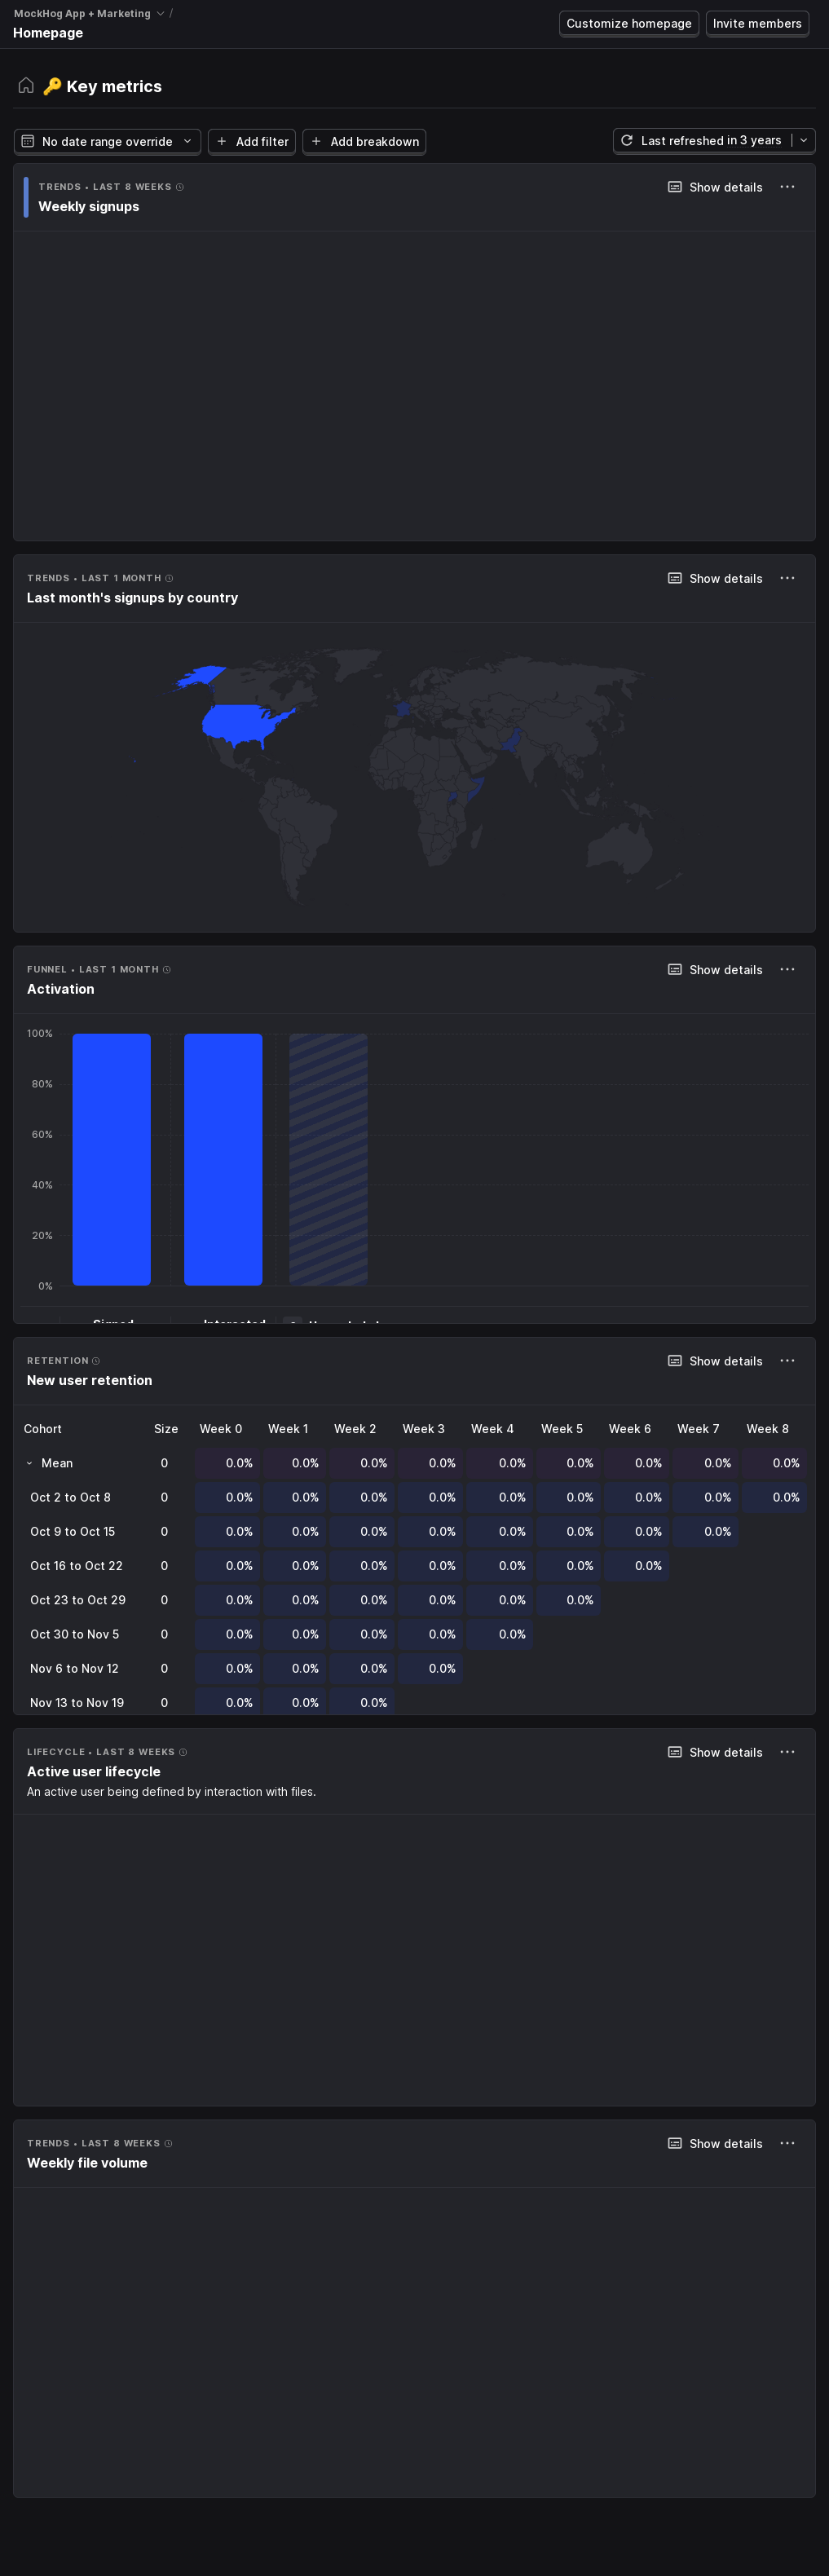 MockHog App + Marketing /
Homepage
Customize homepage
Invite members
🔑 Key metrics
No date range override
Add filter
Add breakdown
Last refreshed in 3 years
TRENDS • LAST 8 WEEKS
Weekly signups
Show details
TRENDS • LAST 1 MONTH
Last month's signups by country
Show details
FUNNEL • LAST 1 MONTH
Activation
Show details
100%
80%
60%
40%
20%
0%
Signed Interacted
RETENTION
New user retention
Show details
Cohort Size Week 0 Week 1 Week 2 Week 3 Week 4 Week 5 Week 6 Week 7 Week 8
Mean 0 0.0% 0.0% 0.0% 0.0% 0.0% 0.0% 0.0% 0.0% 0.0%
Oct 2 to Oct 8 0 0.0% 0.0% 0.0% 0.0% 0.0% 0.0% 0.0% 0.0% 0.0%
Oct 9 to Oct 15 0 0.0% 0.0% 0.0% 0.0% 0.0% 0.0% 0.0% 0.0%
Oct 16 to Oct 22 0 0.0% 0.0% 0.0% 0.0% 0.0% 0.0% 0.0%
Oct 23 to Oct 29 0 0.0% 0.0% 0.0% 0.0% 0.0% 0.0%
Oct 30 to Nov 5 0 0.0% 0.0% 0.0% 0.0% 0.0%
Nov 6 to Nov 12 0 0.0% 0.0% 0.0% 0.0%
Nov 13 to Nov 19 0 0.0% 0.0% 0.0%
LIFECYCLE • LAST 8 WEEKS
Active user lifecycle
An active user being defined by interaction with files.
Show details
TRENDS • LAST 8 WEEKS
Weekly file volume
Show details